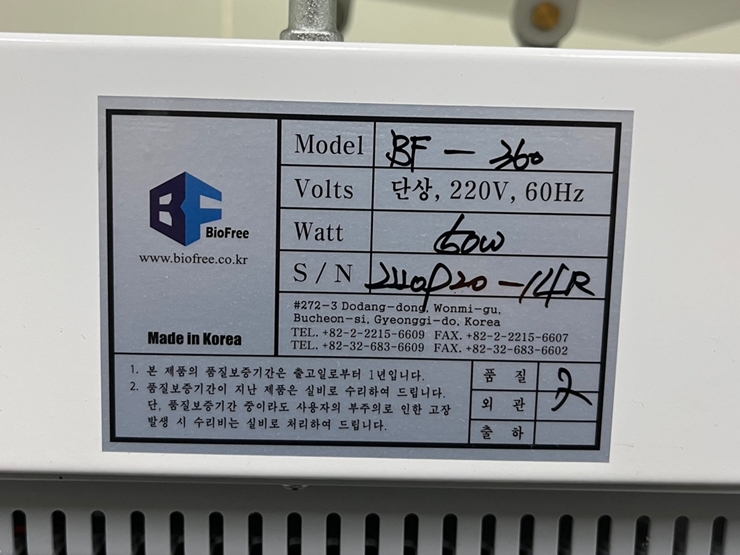 BF
BioFree
www.biofree.co.kr
Made in Korea
Model BF - 360
Volts 단상, 220V, 60Hz
Watt 60W
S / N -14R
#272-3 Dodang-dong, Wonmi-gu,
Bucheon-si, Gyeonggi-do, Korea
TEL. +82-2-2215-6609 FAX. +82-2-2215-6607
TEL. +82-32-683-6609 FAX. +82-32-683-6602
1. 본 제품의 품질보증기간은 출고일로부터 1년입니다.
2. 품질보증기간이 지난 제품은 실비로 수리하여 드립니다.
단, 품질보증기간 중이라도 사용자의 부주의로 인한 고장
발생 시 수리비는 실비로 처리하여 드립니다.
품 질
외 관
출 하